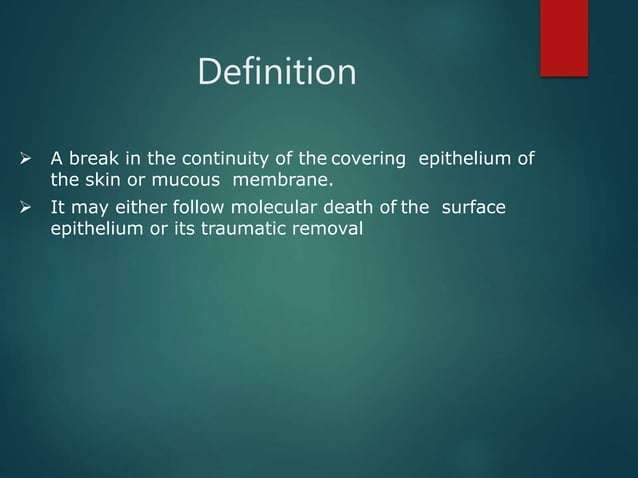 Definition
➢ A break in the continuity of the covering epithelium of
the skin or mucous membrane.
➢ It may either follow molecular death of the surface
epithelium or its traumatic removal